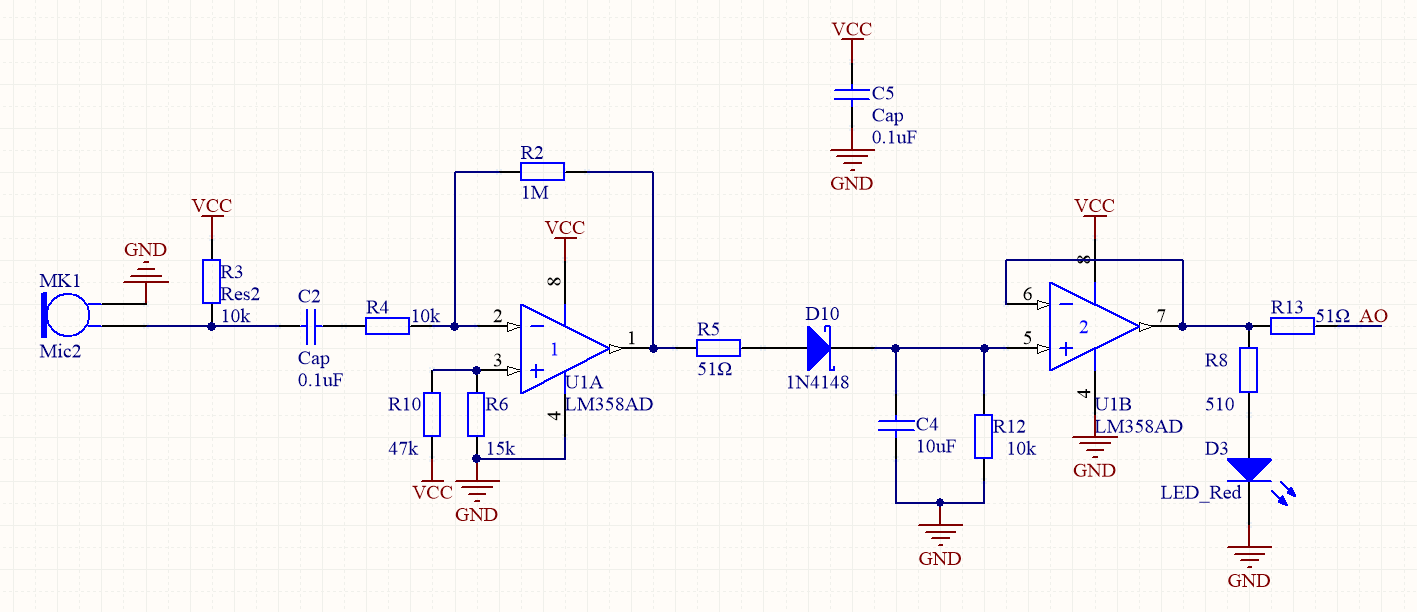 VCC
C5
Cap
0.1uF
GND
R2
1M
VCC
GND
R3
Res2
10k
MK1
Mic2
C2
Cap
0.1uF
R4
10k
VCC
8
2
1
1
3
4
U1A
LM358AD
R10
47k
VCC
R6
15k
GND
R5
51Ω
D10
1N4148
C4
10uF
R12
10k
GND
VCC
8
6
2
7
5
4
U1B
LM358AD
GND
R13
51Ω
AO
R8
510
D3
LED_Red
GND